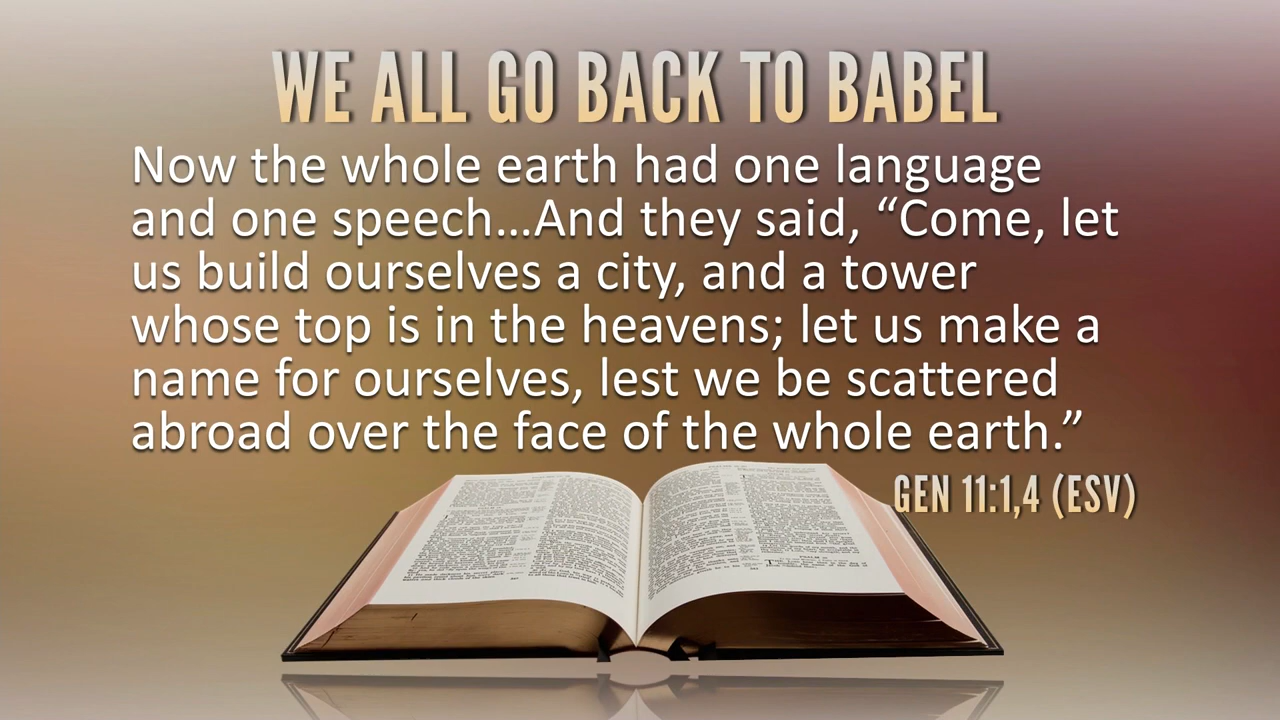 WE ALL GO BACK TO BABEL
Now the whole earth had one language
and one speech…And they said, “Come, let
us build ourselves a city, and a tower
whose top is in the heavens; let us make a
name for ourselves, lest we be scattered
abroad over the face of the whole earth.”
GEN 11:1,4 (ESV)